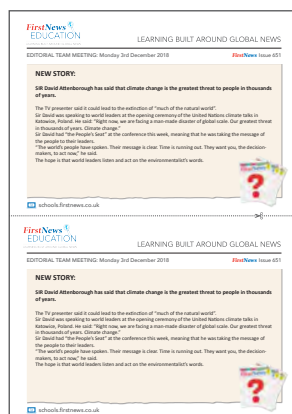 FirstNews
EDUCATION
LEARNING BUILT AROUND GLOBAL NEWS
EDITORIAL TEAM MEETING: Monday 3rd December 2018
FirstNews Issue 651
NEW STORY:
SIR David Attenborough has said that climate change is the greatest threat to people in thousands
of years.
The TV presenter said it could lead to the extinction of "much of the natural world".
Sir David was speaking to world leaders at the opening ceremony of the United Nations climate talks in
Katowice, Poland. He said: "Right now, we are facing a man-made disaster of global scale. Our greatest threat
in thousands of years. Climate change."
Sir David had "the People's Seat" at the conference this week, meaning that he was taking the message of
the people to their leaders.
"The world's people have spoken. Their message is clear. Time is running out. They want you, the decision-
makers, to act now," he said.
The hope is that world leaders listen and act on the environmentalist's words.
?
schools.firstnews.co.uk
FirstNews
EDUCATION
LEARNING BUILT AROUND GLOBAL NEWS
EDITORIAL TEAM MEETING: Monday 3rd December 2018
FirstNews Issue 651
NEW STORY:
SIR David Attenborough has said that climate change is the greatest threat to people in thousands
of years.
The TV presenter said it could lead to the extinction of "much of the natural world".
Sir David was speaking to world leaders at the opening ceremony of the United Nations climate talks in
Katowice, Poland. He said: "Right now, we are facing a man-made disaster of global scale. Our greatest threat
in thousands of years. Climate change."
Sir David had "the People's Seat" at the conference this week, meaning that he was taking the message of
the people to their leaders.
"The world's people have spoken. Their message is clear. Time is running out. They want you, the decision-
makers, to act now," he said.
The hope is that world leaders listen and act on the environmentalist's words.
?
schools.firstnews.co.uk